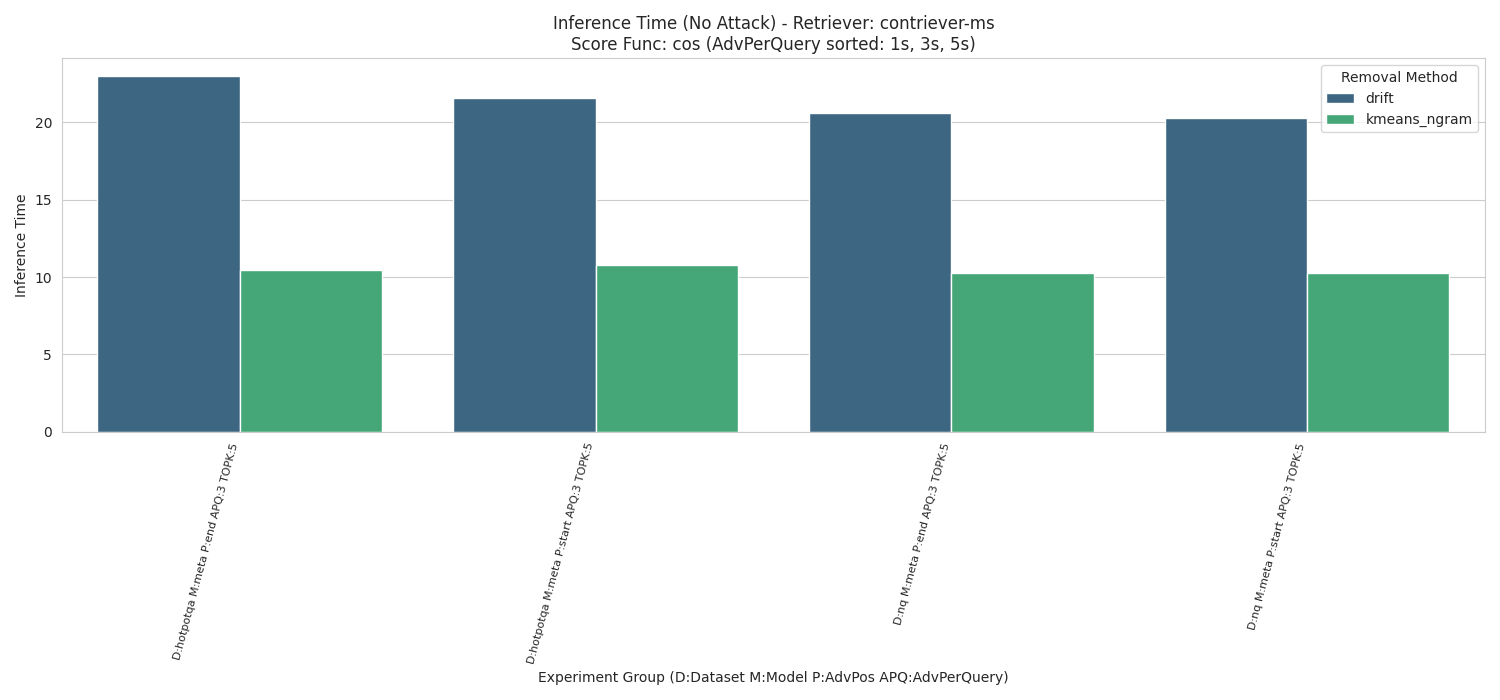 Inference Time (No Attack) - Retriever: contriever-ms
Score Func: cos (AdvPerQuery sorted: 1s, 3s, 5s)
Removal Method
drift
kmeans_ngram
Inference Time
20
15
10
5
0
D:hotpotqa M:meta P:end APQ:3 TOPK:5
D:hotpotqa M:meta P:start APQ:3 TOPK:5
D:nq M:meta P:end APQ:3 TOPK:5
D:nq M:meta P:start APQ:3 TOPK:5
Experiment Group (D:Dataset M:Model P:AdvPos APQ:AdvPerQuery)